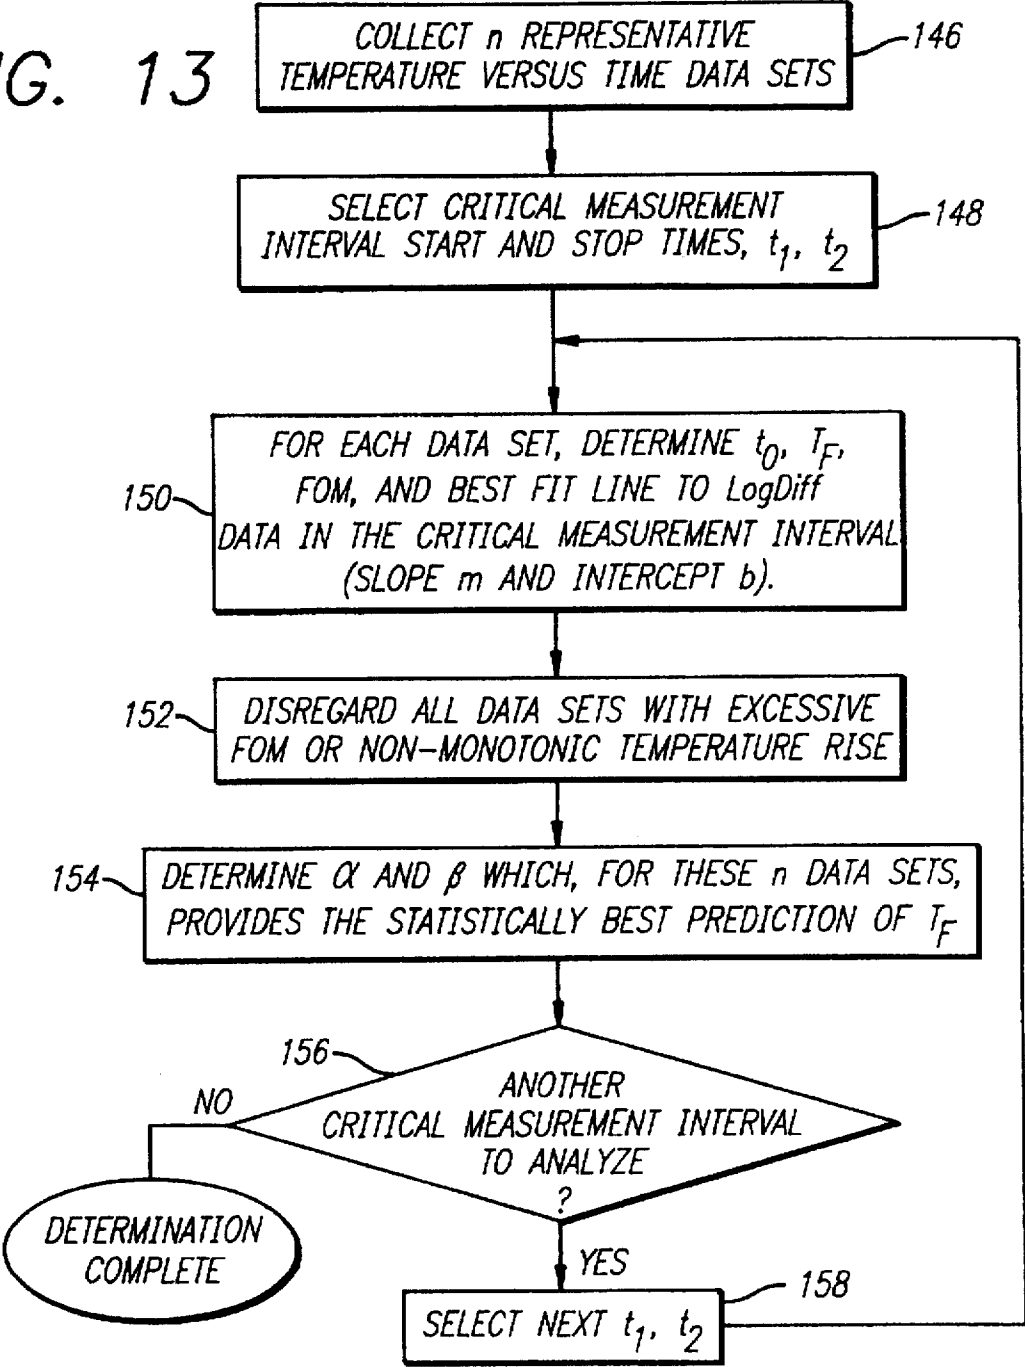 G. 13
COLLECT n REPRESENTATIVE
TEMPERATURE VERSUS TIME DATA SETS
146
SELECT CRITICAL MEASUREMENT
INTERVAL START AND STOP TIMES, t1, t2
148
FOR EACH DATA SET, DETERMINE t0, TF,
FOM, AND BEST FIT LINE TO LogDiff
DATA IN THE CRITICAL MEASUREMENT INTERVAL
(SLOPE m AND INTERCEPT b).
150
DISREGARD ALL DATA SETS WITH EXCESSIVE
FOM OR NON-MONOTONIC TEMPERATURE RISE
152
DETERMINE α AND β WHICH, FOR THESE n DATA SETS,
PROVIDES THE STATISTICALLY BEST PREDICTION OF TF
154
156
ANOTHER
CRITICAL MEASUREMENT INTERVAL
TO ANALYZE
?
NO
DETERMINATION
COMPLETE
YES
SELECT NEXT t1, t2
158